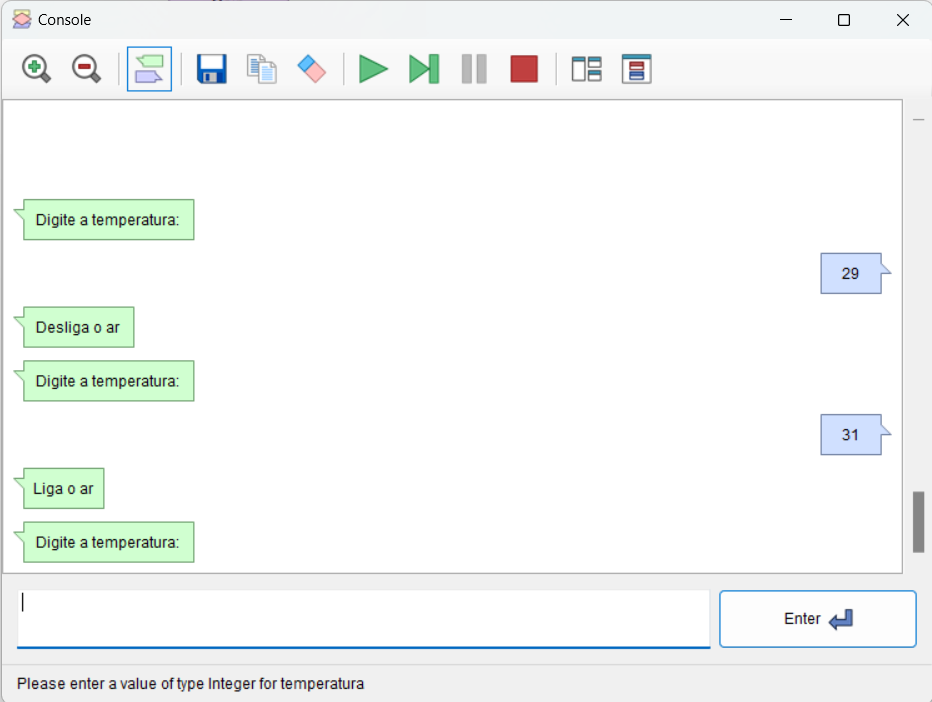 Console
Digite a temperatura:
29
Desliga o ar
Digite a temperatura:
31
Liga o ar
Digite a temperatura:
Enter
Please enter a value of type Integer for temperatura